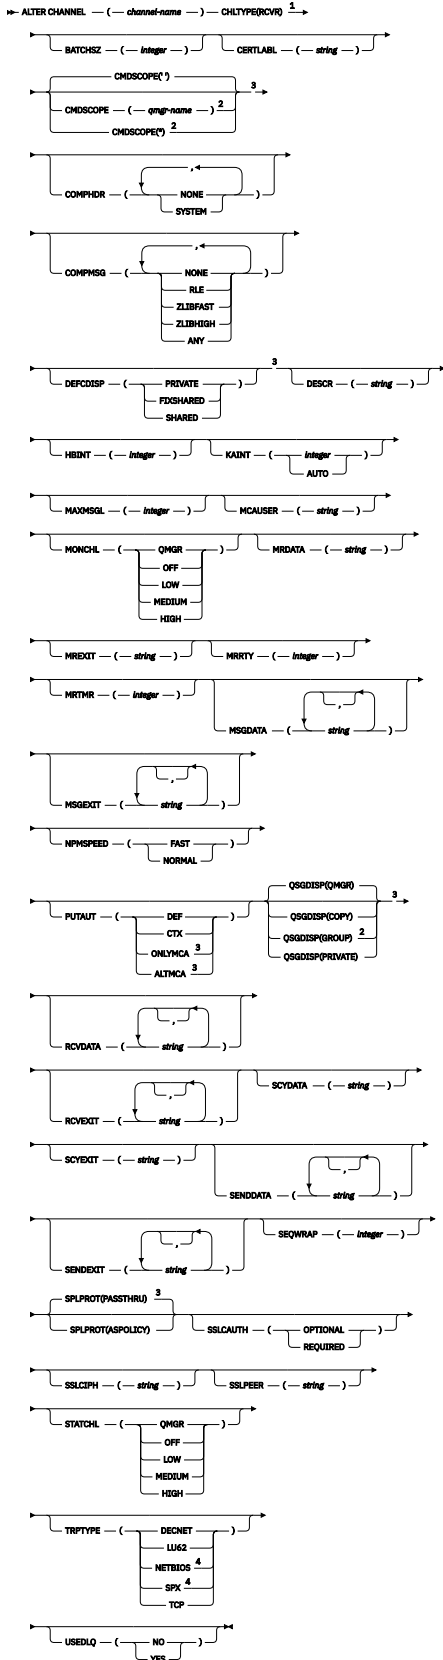 ALTER CHANNEL ( channel-name ) CHLTYPE(RCVR) 1
BATCHSZ ( integer ) CERTLABL ( string )
CMDSCOPE(' ') 3
CMDSCOPE ( qmgr-name ) 2
CMDSCOPE(*) 2
,
COMPHDR ( NONE )
SYSTEM
,
COMPMSG ( NONE )
RLE
ZLIBFAST
ZLIBHIGH
ANY
DEFCDISP ( PRIVATE ) 3 DESCR ( string )
FIXSHARED
SHARED
HBINT ( integer ) KAINT ( integer )
AUTO
MAXMSGL ( integer ) MCAUSER ( string )
MONCHL ( QMGR ) MRDATA ( string )
OFF
LOW
MEDIUM
HIGH
MREXIT ( string ) MRRTY ( integer )
MRTMR ( integer )
,
MSGDATA ( string )
,
MSGEXIT ( string )
NPMSPEED ( FAST )
NORMAL
QSGDISP(QMGR) 3
PUTAUT ( DEF ) QSGDISP(COPY)
CTX QSGDISP(GROUP) 2
ONLYMCA 3 QSGDISP(PRIVATE)
ALTMCA 3
,
RCVDATA ( string )
,
RCVEXIT ( string ) SCYDATA ( string )
SCYEXIT ( string )
,
SENDDATA ( string )
,
SENDEXIT ( string ) SEQWRAP ( integer )
SPLPROT(PASSTHRU) 3
SPLPROT(ASPOLICY) SSLCAUTH ( OPTIONAL )
REQUIRED
SSLCIPH ( string ) SSLPEER ( string )
STATCHL ( QMGR )
OFF
LOW
MEDIUM
HIGH
TRPTYPE ( DECNET )
LU62
NETBIOS 4
SPX 4
TCP
USEDLQ ( NO )
YES